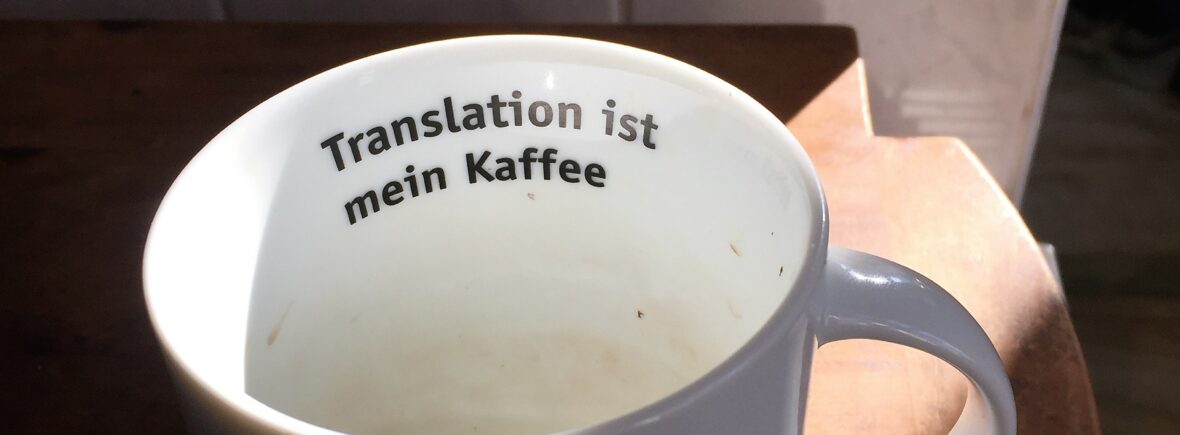 Translation ist
mein Kaffee